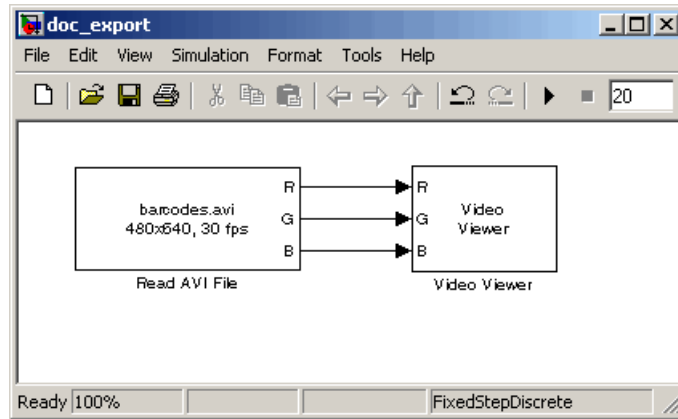 doc_export
File Edit View Simulation Format Tools Help
20
barcodes.avi
480x640, 30 fps
R
G
B
R
G
B
Video
Viewer
Read AVI File
Video Viewer
Ready 100% FixedStepDiscrete